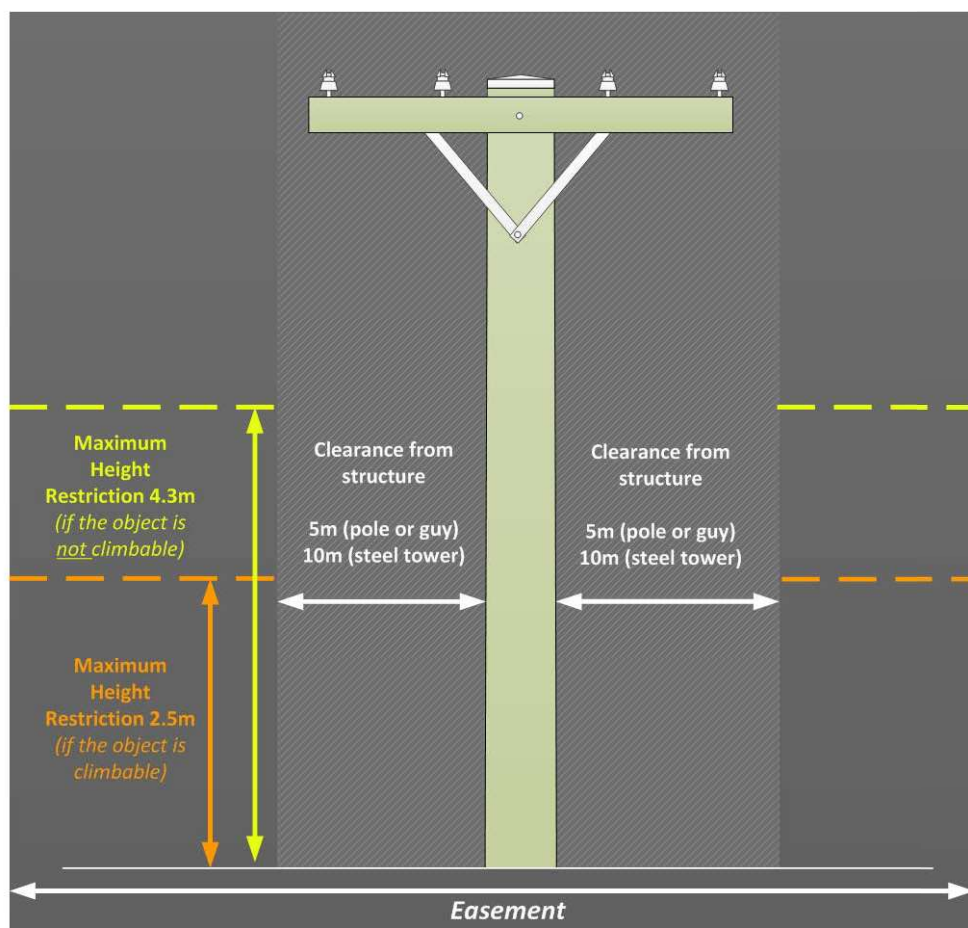 Maximum
Height
Restriction 4.3m
(if the object is
not climbable)
Maximum
Height
Restriction 2.5m
(if the object is
climbable)
Clearance from
structure
5m (pole or guy)
10m (steel tower)
Clearance from
structure
5m (pole or guy)
10m (steel tower)
Easement